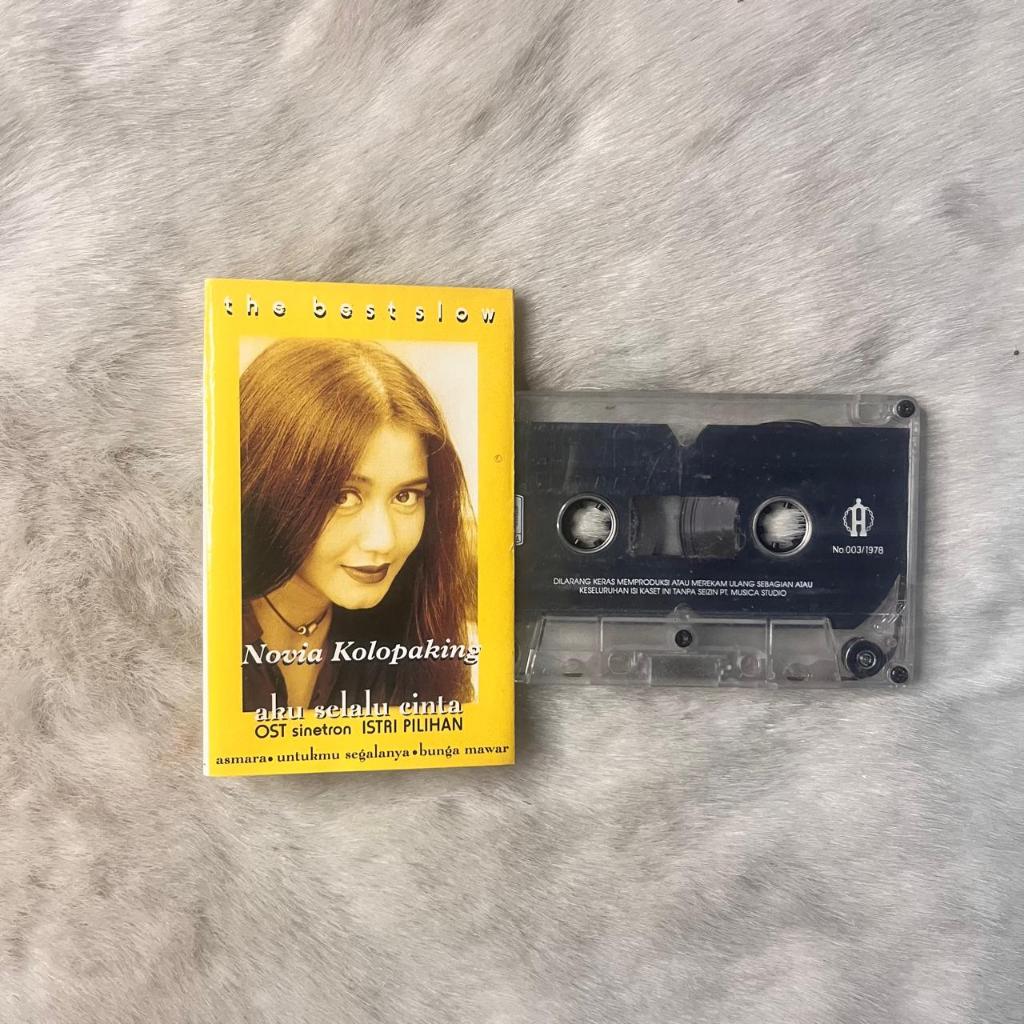 the best slow
Novia Kolopaking
aku selalu cinta
OST sinetron ISTRI PILIHAN
asmara • untukmu segalanya • bunga mawar
No.003/1978
DILARANG KERAS MEMPRODUKSI ATAU MEREKAM ULANG SEBAGIAN ATAU
KESELURUHAN ISI KASET INI TANPA SEIZIN PT. MUSICA STUDIO